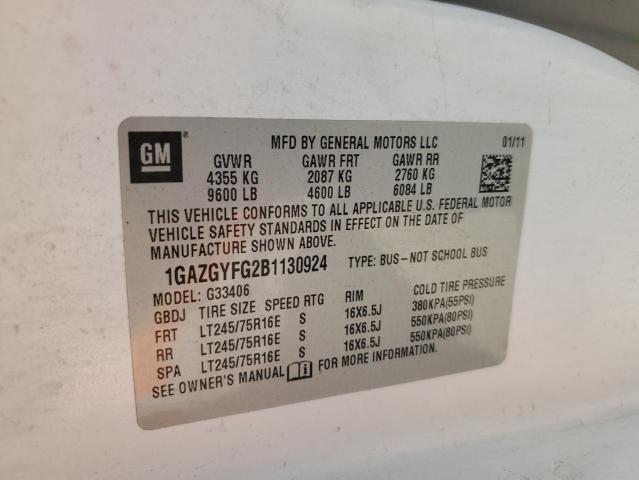 GM
MFD BY GENERAL MOTORS LLC 01/11
GVWR GAWR FRT GAWR RR
4355 KG 2087 KG 2760 KG
9600 LB 4600 LB 6084 LB
THIS VEHICLE CONFORMS TO ALL APPLICABLE U.S. FEDERAL MOTOR
VEHICLE SAFETY STANDARDS IN EFFECT ON THE DATE OF
MANUFACTURE SHOWN ABOVE.
1GAZGYFG2B1130924 TYPE: BUS–NOT SCHOOL BUS
MODEL: G33406
GBDJ TIRE SIZE SPEED RTG RIM COLD TIRE PRESSURE
FRT LT245/75R16E S 16X6.5J 380KPA(55PSI)
RR LT245/75R16E S 16X6.5J 550KPA(80PSI)
SPA LT245/75R16E S 16X6.5J 550KPA(80PSI)
SEE OWNER'S MANUAL i FOR MORE INFORMATION.